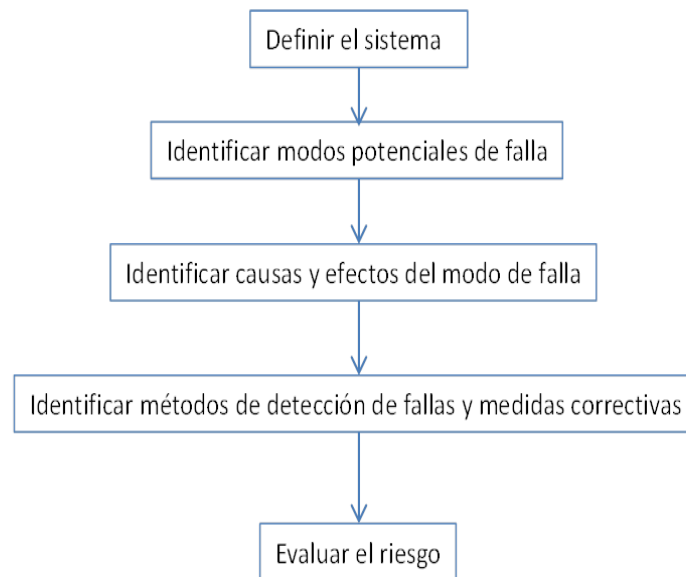 Definir el sistema
Identificar modos potenciales de falla
Identificar causas y efectos del modo de falla
Identificar métodos de detección de fallas y medidas correctivas
Evaluar el riesgo